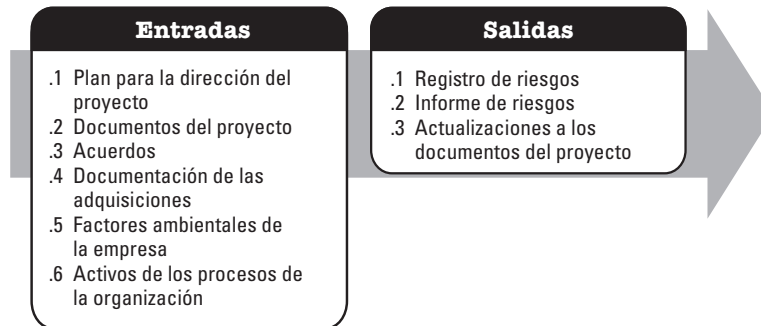 Entradas
.1 Plan para la dirección del
proyecto
.2 Documentos del proyecto
.3 Acuerdos
.4 Documentación de las
adquisiciones
.5 Factores ambientales de
la empresa
.6 Activos de los procesos de
la organización
Salidas
.1 Registro de riesgos
.2 Informe de riesgos
.3 Actualizaciones a los
documentos del proyecto